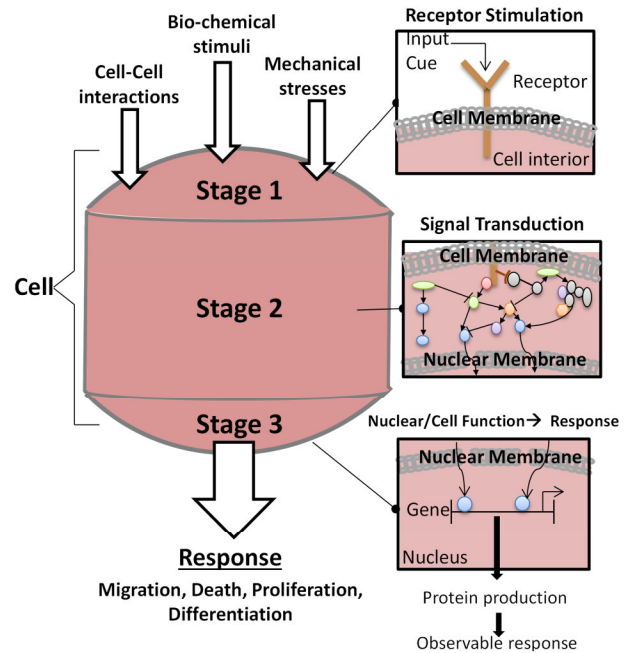 Bio-chemical
stimuli
Cell-Cell
interactions
Mechanical
stresses
Cell
Stage 1
Stage 2
Stage 3
Response
Migration, Death, Proliferation,
Differentiation
Receptor Stimulation
Input
Cue
Receptor
Cell Membrane
Cell interior
Signal Transduction
Cell Membrane
Nuclear Membrane
Nuclear/Cell Function→ Response
Nuclear Membrane
Gene
Nucleus
Protein production
Observable response